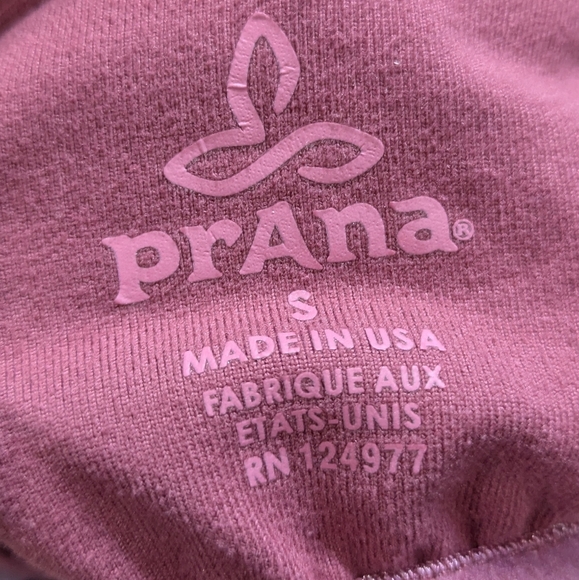 prAna®
S
MADE IN USA
FABRIQUE AUX
ETATS-UNIS
RN 124977